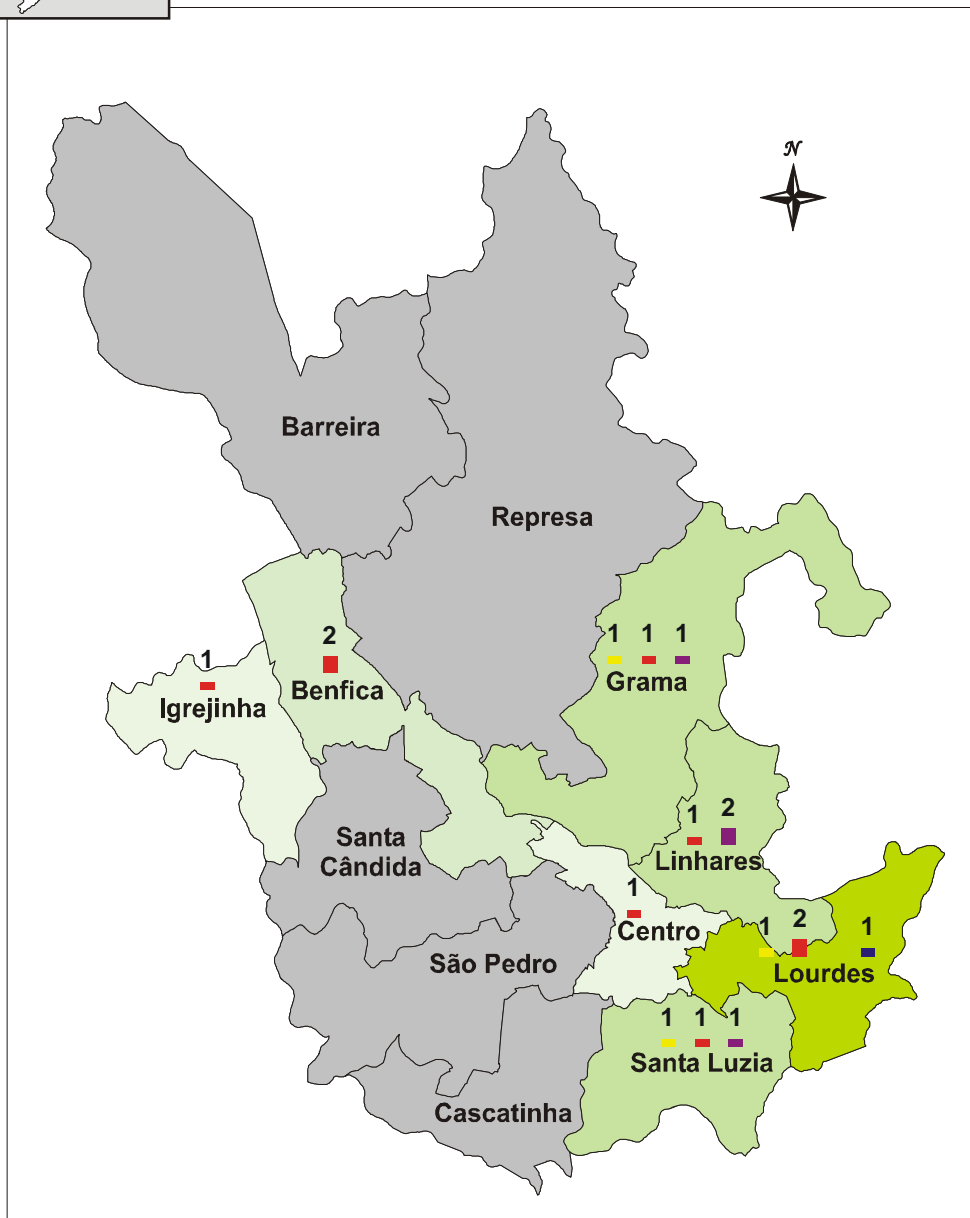 N
Barreira
Represa
1 1 1
Grama
2
Benfica
1
Igrejinha
1 2
Linhares
Santa
Cândida
1
Centro
1 2 1
Lourdes
São Pedro
1 1 1
Santa Luzia
Cascatinha